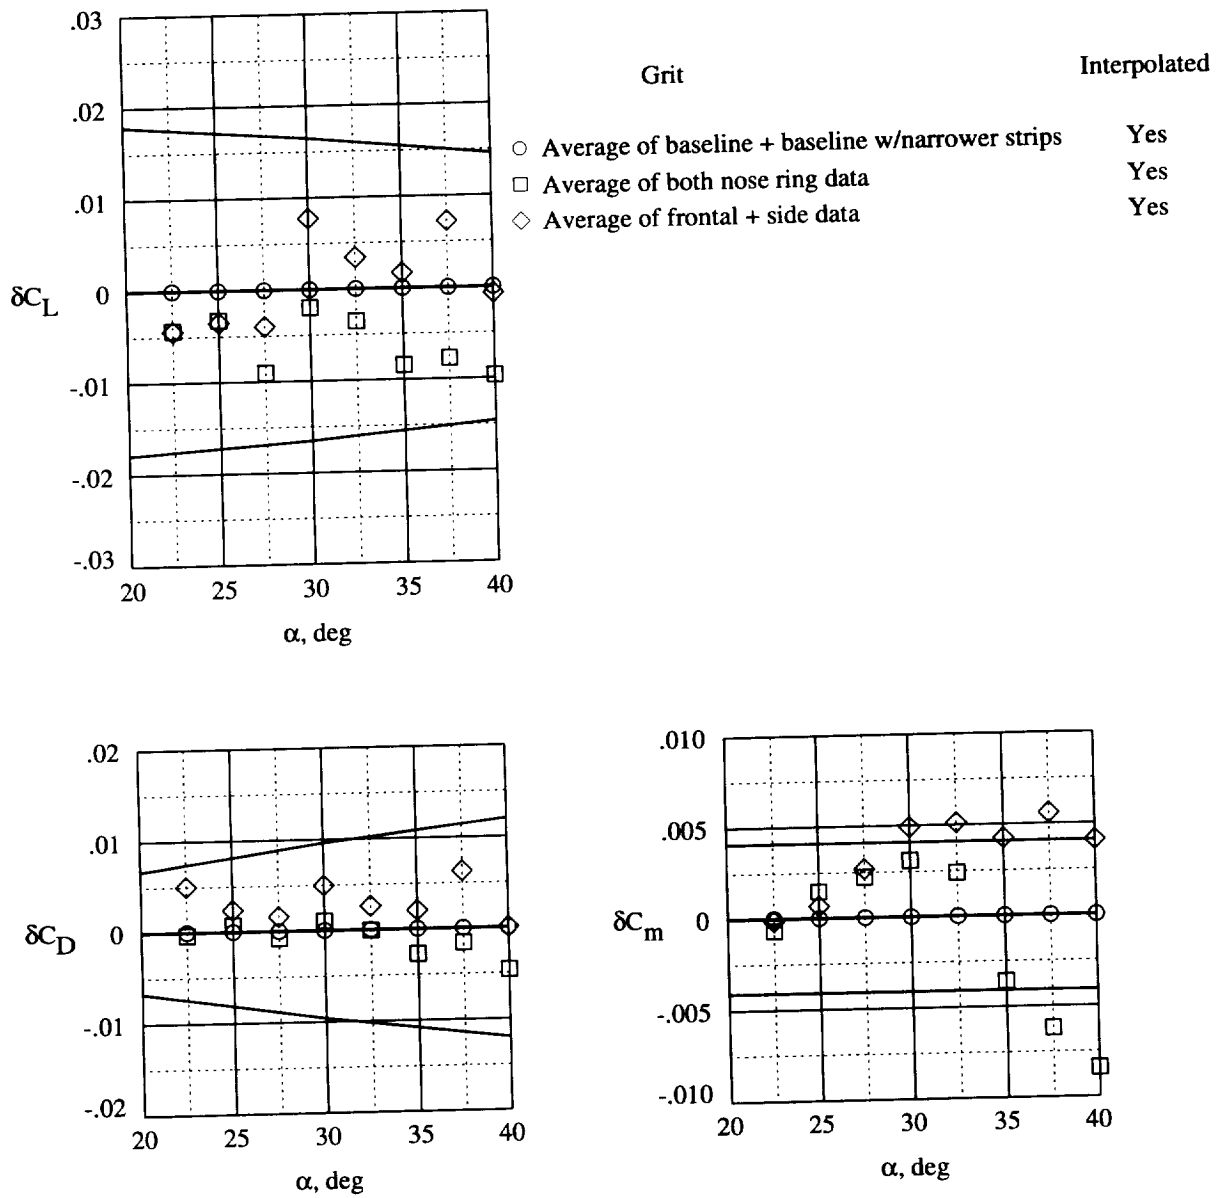 .03
.02
.01
0
-.01
-.02
-.03
δC_L
20 25 30 35 40
α, deg
Grit Interpolated
Average of baseline + baseline w/narrower strips Yes
Average of both nose ring data Yes
Average of frontal + side data Yes
.02
.01
0
-.01
-.02
δC_D
20 25 30 35 40
α, deg
.010
.005
0
-.005
-.010
δC_m
20 25 30 35 40
α, deg